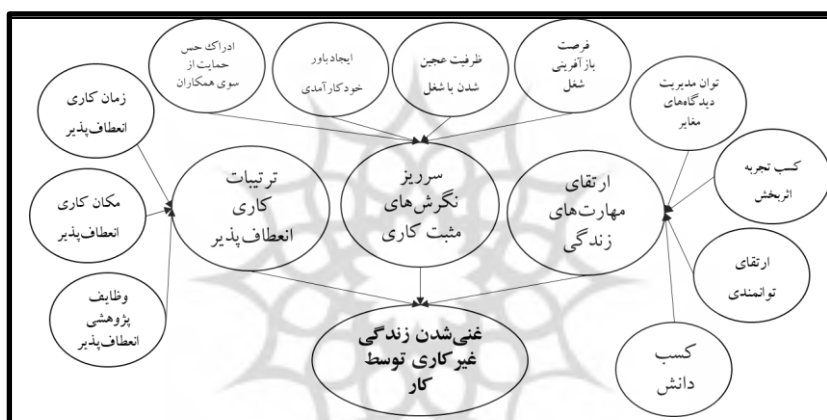 فرصت
بازآفرینی
شغل
ظرفیت عجین
شدن با شغل
ایجاد باور
خودکارآمدی
ادراک حس
حمایت از
سوی همکاران
توان مدیریت
دیدگاه‌های
مغایر
کسب تجربه
اثربخش
ارتقای
توانمندی
کسب
دانش
ارتقای
مهارت‌های
زندگی
سرریز
نگرش‌های
مثبت کاری
ترتیبات
کاری
انعطاف‌پذیر
زمان کاری
انعطاف‌پذیر
مکان کاری
انعطاف‌پذیر
وظایف
پژوهشی
انعطاف‌پذیر
غنی‌شدن زندگی
غیرکاری توسط
کار